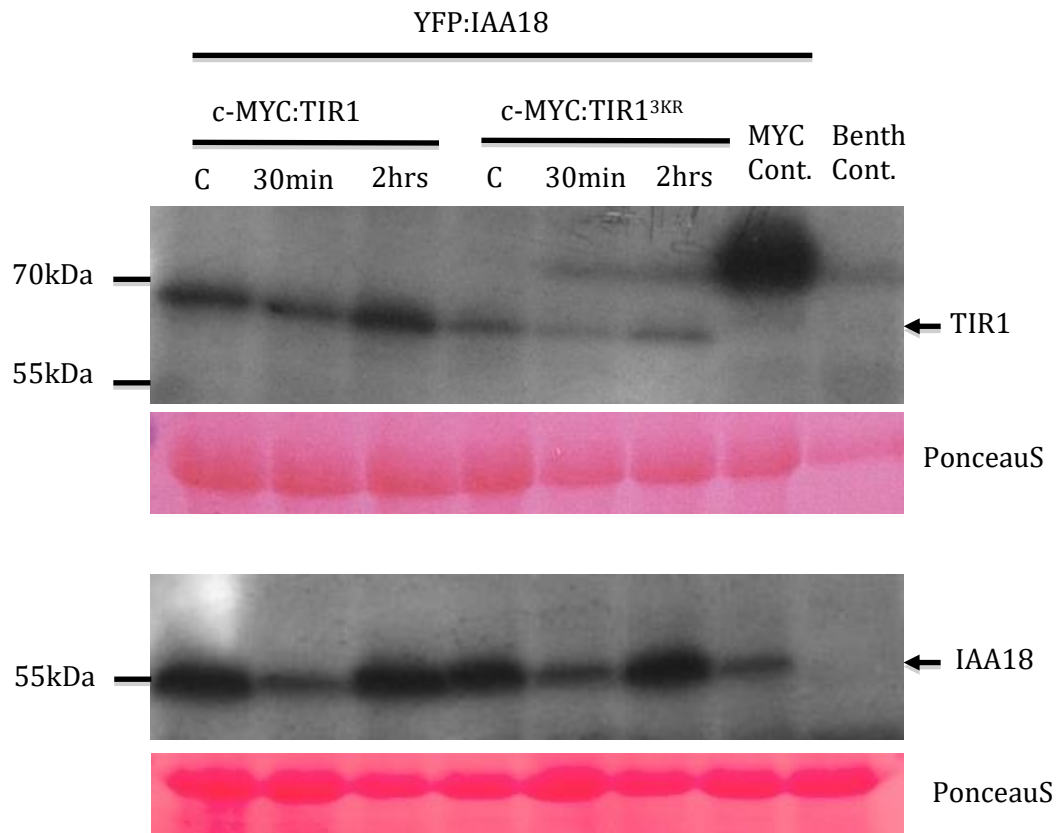 YFP:IAA18
c-MYC:TIR1
c-MYC:TIR1³ᴷᴿ
MYC Cont.
Benth Cont.
C 30min 2hrs C 30min 2hrs
70kDa
TIR1
55kDa
PonceauS
55kDa
IAA18
PonceauS